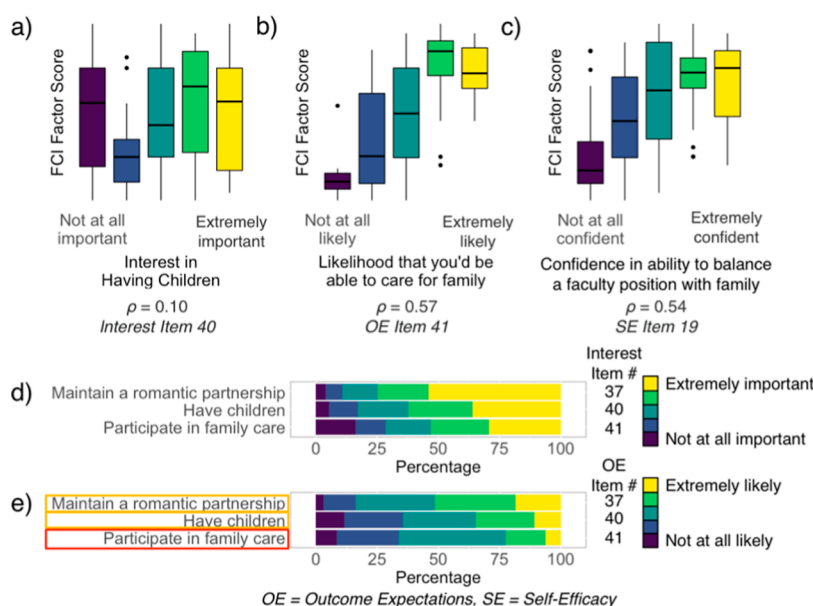 a)
FCI Factor Score
Not at all important
Extremely important
Interest in
Having Children
ρ = 0.10
Interest Item 40
b)
FCI Factor Score
Not at all likely
Extremely likely
Likelihood that you'd be
able to care for family
ρ = 0.57
OE Item 41
c)
FCI Factor Score
Not at all confident
Extremely confident
Confidence in ability to balance
a faculty position with family
ρ = 0.54
SE Item 19
d)
Maintain a romantic partnership
Have children
Participate in family care
0 25 50 75 100
Percentage
Interest
Item #
37
40
41
Extremely important
Not at all important
e)
Maintain a romantic partnership
Have children
Participate in family care
0 25 50 75 100
Percentage
OE
Item #
37
40
41
Extremely likely
Not at all likely
OE = Outcome Expectations, SE = Self-Efficacy